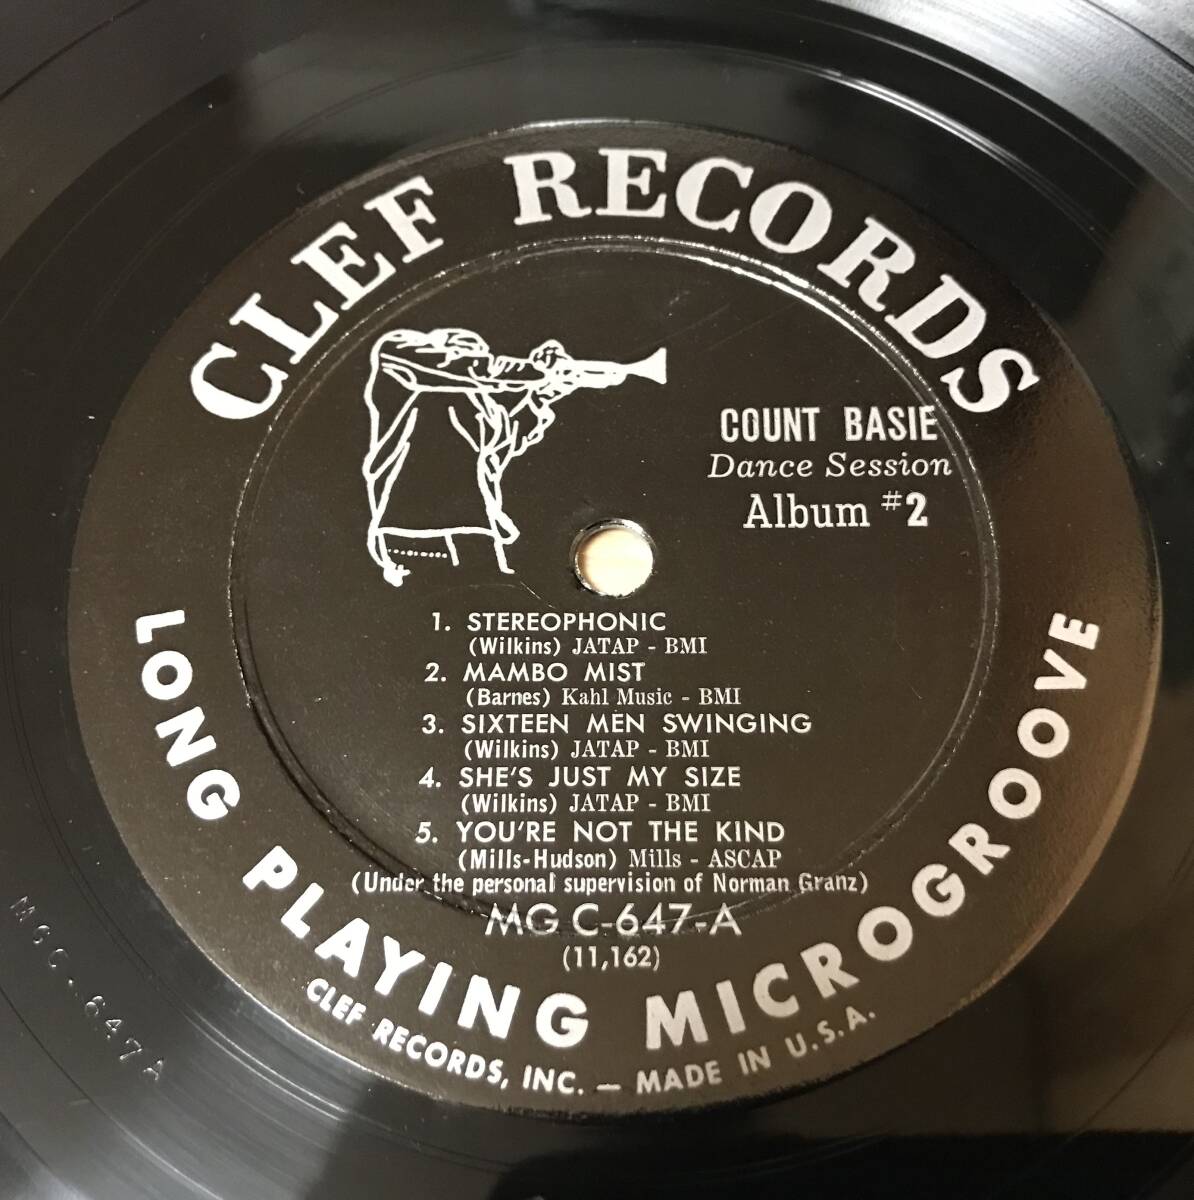 CLEF RECORDS
COUNT BASIE
Dance Session
Album #2
1. STEREOPHONIC
(Wilkins) JATAP - BMI
2. MAMBO MIST
(Barnes) Kahl Music - BMI
3. SIXTEEN MEN SWINGING
(Wilkins) JATAP - BMI
4. SHE'S JUST MY SIZE
(Wilkins) JATAP - BMI
5. YOU'RE NOT THE KIND
(Mills-Hudson) Mills - ASCAP
(Under the personal supervision of Norman Granz)
MG C-647-A
(11,162)
LONG PLAYING MICROGROOVE
CLEF RECORDS, INC. — MADE IN U.S.A.
MGC-647A